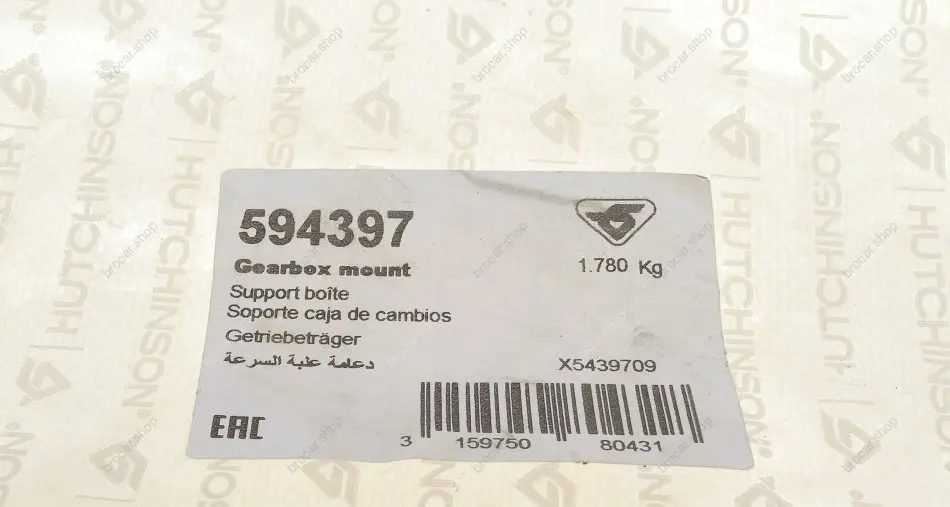 594397
Gearbox mount
1.780 Kg
Support boîte
Soporte caja de cambios
Getriebeträger
دعامة علبة السرعة
X5439709
EAC
3 159750 80431
HUTCHINSON®
brocar.shop